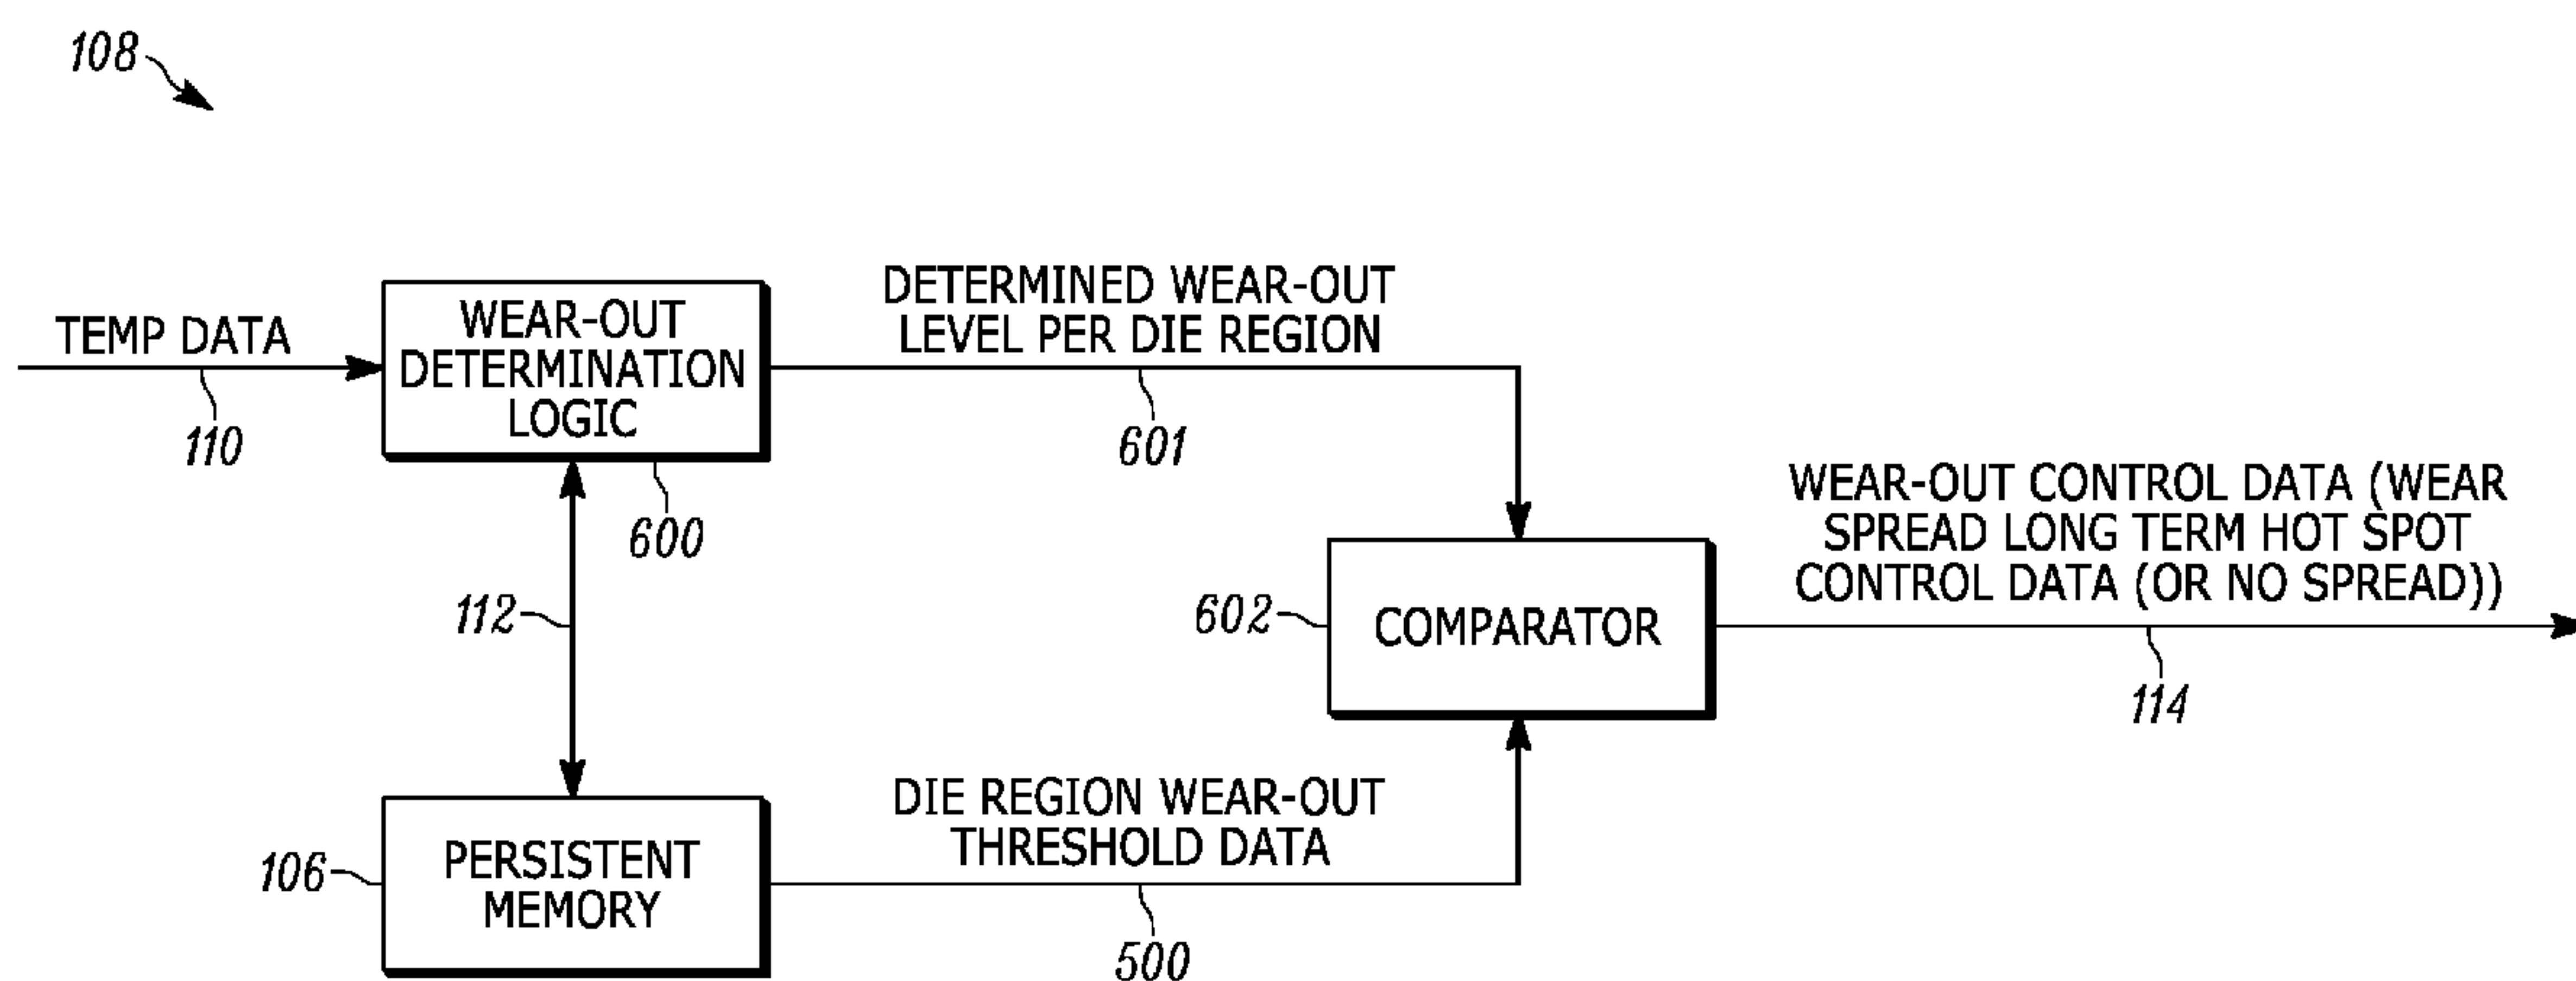 108
TEMP DATA
110
WEAR-OUT
DETERMINATION
LOGIC
600
DETERMINED WEAR-OUT
LEVEL PER DIE REGION
601
112
602
COMPARATOR
WEAR-OUT CONTROL DATA (WEAR
SPREAD LONG TERM HOT SPOT
CONTROL DATA (OR NO SPREAD))
114
106
PERSISTENT
MEMORY
DIE REGION WEAR-OUT
THRESHOLD DATA
500